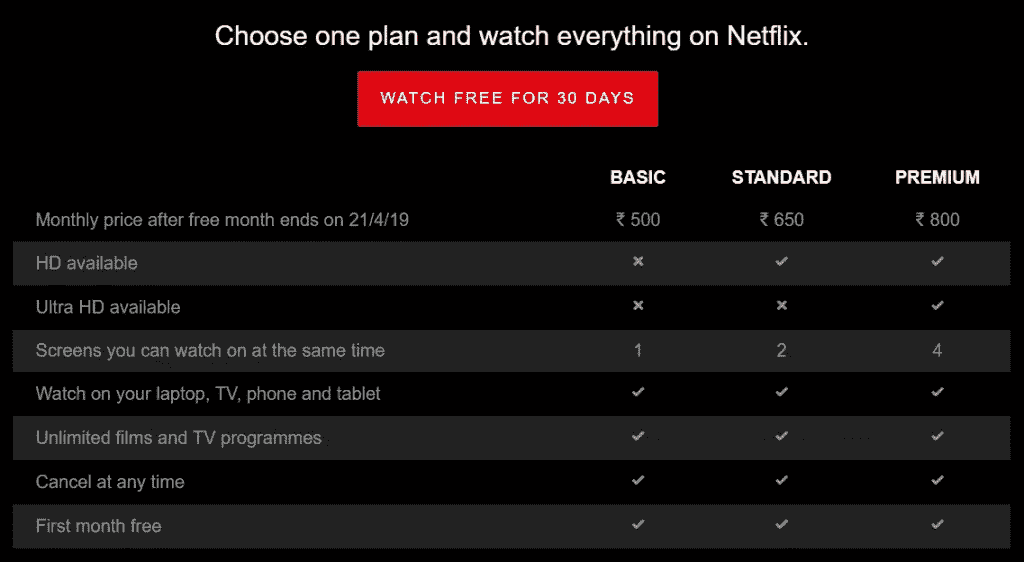 Choose one plan and watch everything on Netflix.
WATCH FREE FOR 30 DAYS
BASIC STANDARD PREMIUM
Monthly price after free month ends on 21/4/19 ₹ 500 ₹ 650 ₹ 800
HD available ✕ ✓ ✓
Ultra HD available ✕ ✕ ✓
Screens you can watch on at the same time 1 2 4
Watch on your laptop, TV, phone and tablet ✓ ✓ ✓
Unlimited films and TV programmes ✓ ✓ ✓
Cancel at any time ✓ ✓ ✓
First month free ✓ ✓ ✓